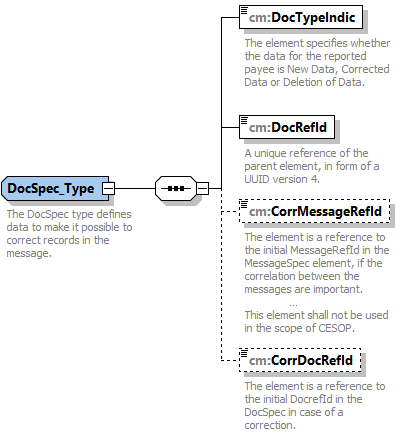 cm:DocTypeIndic
The element specifies whether
the data for the reported
payee is New Data, Corrected
Data or Deletion of Data.
cm:DocRefId
A unique reference of the
parent element, in form of a
UUID version 4.
DocSpec_Type
The DocSpec type defines
data to make it possible to
correct records in the
message.
cm:CorrMessageRefId
The element is a reference to
the initial MessageRefId in the
MessageSpec element, if the
correlation between the
messages are important.
...
This element shall not be used
in the scope of CESOP.
cm:CorrDocRefId
The element is a reference to
the initial DocrefId in the
DocSpec in case of a
correction.